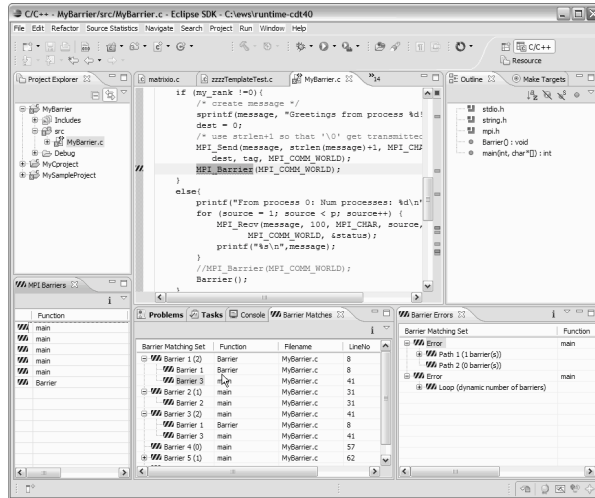 C/C++ - MyBarrier/src/MyBarrier.c - Eclipse SDK - C:\ews\runtime-cdt40
File Edit Refactor Source Statistics Navigate Search Project Run Window Help
C/C++
Resource
Project Explorer
MyBarrier
Includes
src
MyBarrier.c
Debug
MyCproject
MySampleProject
matrixio.c zzzzTemplateTest.c MyBarrier.c »14
if (my_rank !=0){
/* create message */
sprintf(message, "Greetings from process %d!
dest = 0;
/* use strlen+1 so that '\0' get transmitted
MPI_Send(message, strlen(message)+1, MPI_CHA
dest, tag, MPI_COMM_WORLD);
MPI_Barrier(MPI_COMM_WORLD);
}
else{
printf("From process 0: Num processes: %d\n"
for (source = 1; source < p; source++) {
MPI_Recv(message, 100, MPI_CHAR, source,
MPI_COMM_WORLD, &status);
printf("%s\n",message);
}
//MPI_Barrier(MPI_COMM_WORLD);
Barrier();
}
Outline Make Targets
stdio.h
string.h
mpi.h
Barrier() : void
main(int, char*[]) : int
MPI Barriers
Function
main
main
main
main
main
Barrier
Problems Tasks Console Barrier Matches
Barrier Matching Set Function Filename LineNo
Barrier 1 (2) Barrier MyBarrier.c 8
Barrier 1 Barrier MyBarrier.c 8
Barrier 3 main MyBarrier.c 41
Barrier 2 (1) main MyBarrier.c 31
Barrier 2 main MyBarrier.c 31
Barrier 3 (2) main MyBarrier.c 41
Barrier 1 Barrier MyBarrier.c 8
Barrier 3 main MyBarrier.c 41
Barrier 4 (0) main MyBarrier.c 57
Barrier 5 (1) main MyBarrier.c 62
Barrier Errors
Barrier Matching Set Function
Error main
Path 1 (1 barrier(s))
Path 2 (0 barrier(s))
Error main
Loop (dynamic number of barriers)